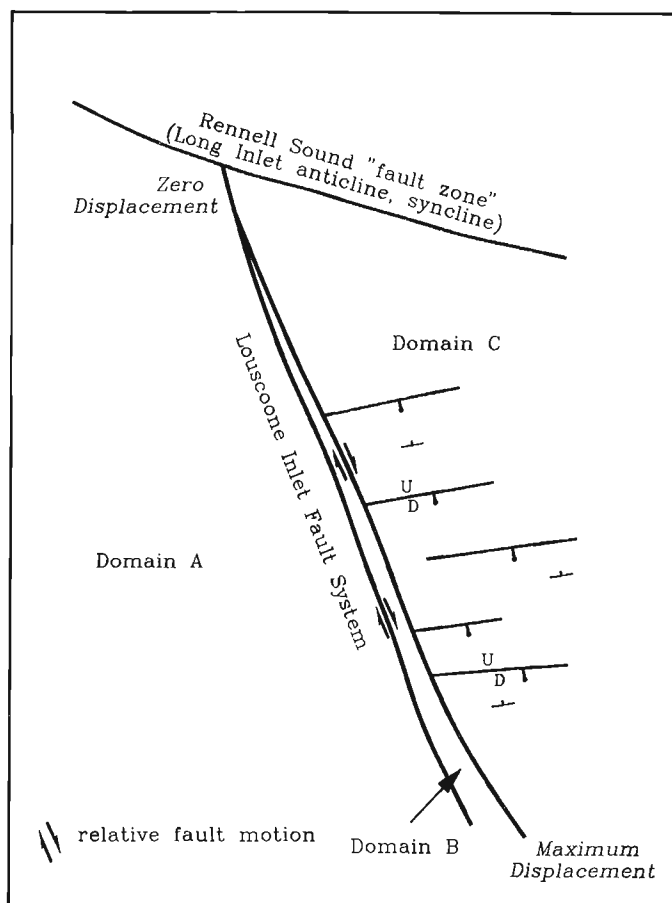 Rennell Sound "fault zone"
(Long Inlet anticline, syncline)
Zero
Displacement
Domain C
Louscoone Inlet Fault System
U
D
Domain A
U
D
relative fault motion
Domain B
Maximum
Displacement